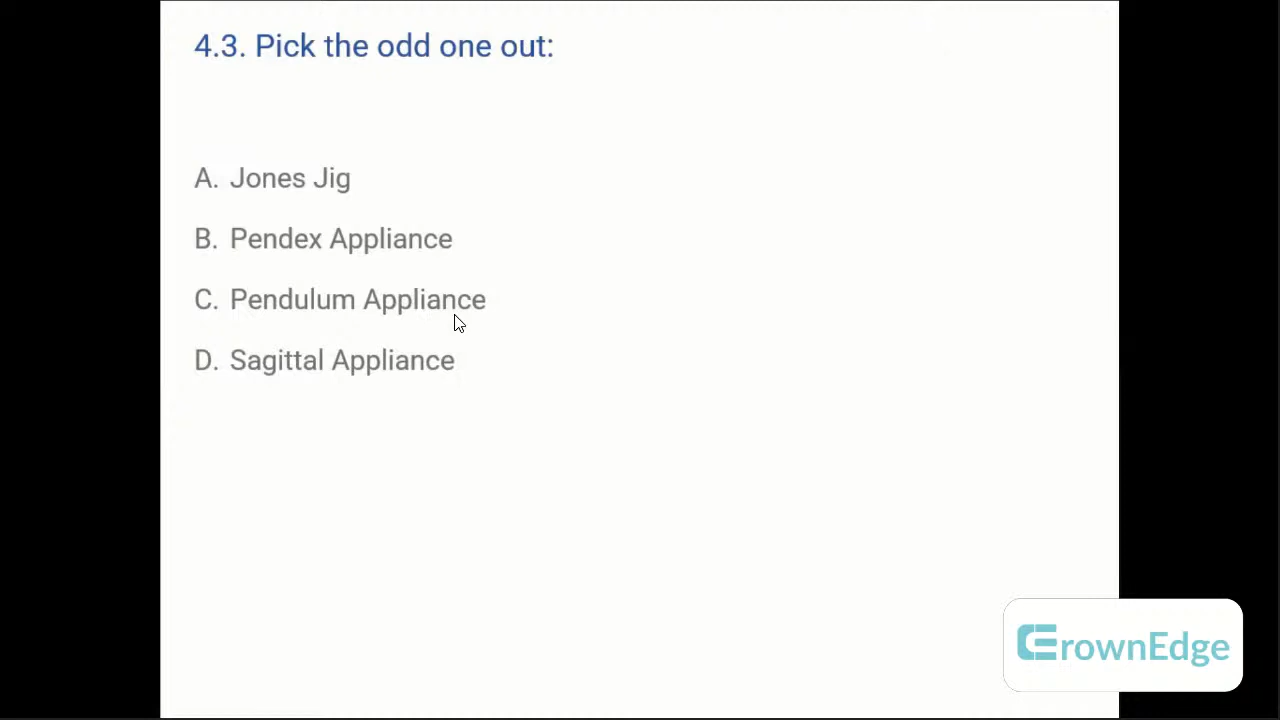 4.3. Pick the odd one out:
A. Jones Jig
B. Pendex Appliance
C. Pendulum Appliance
D. Sagittal Appliance
CrownEdge